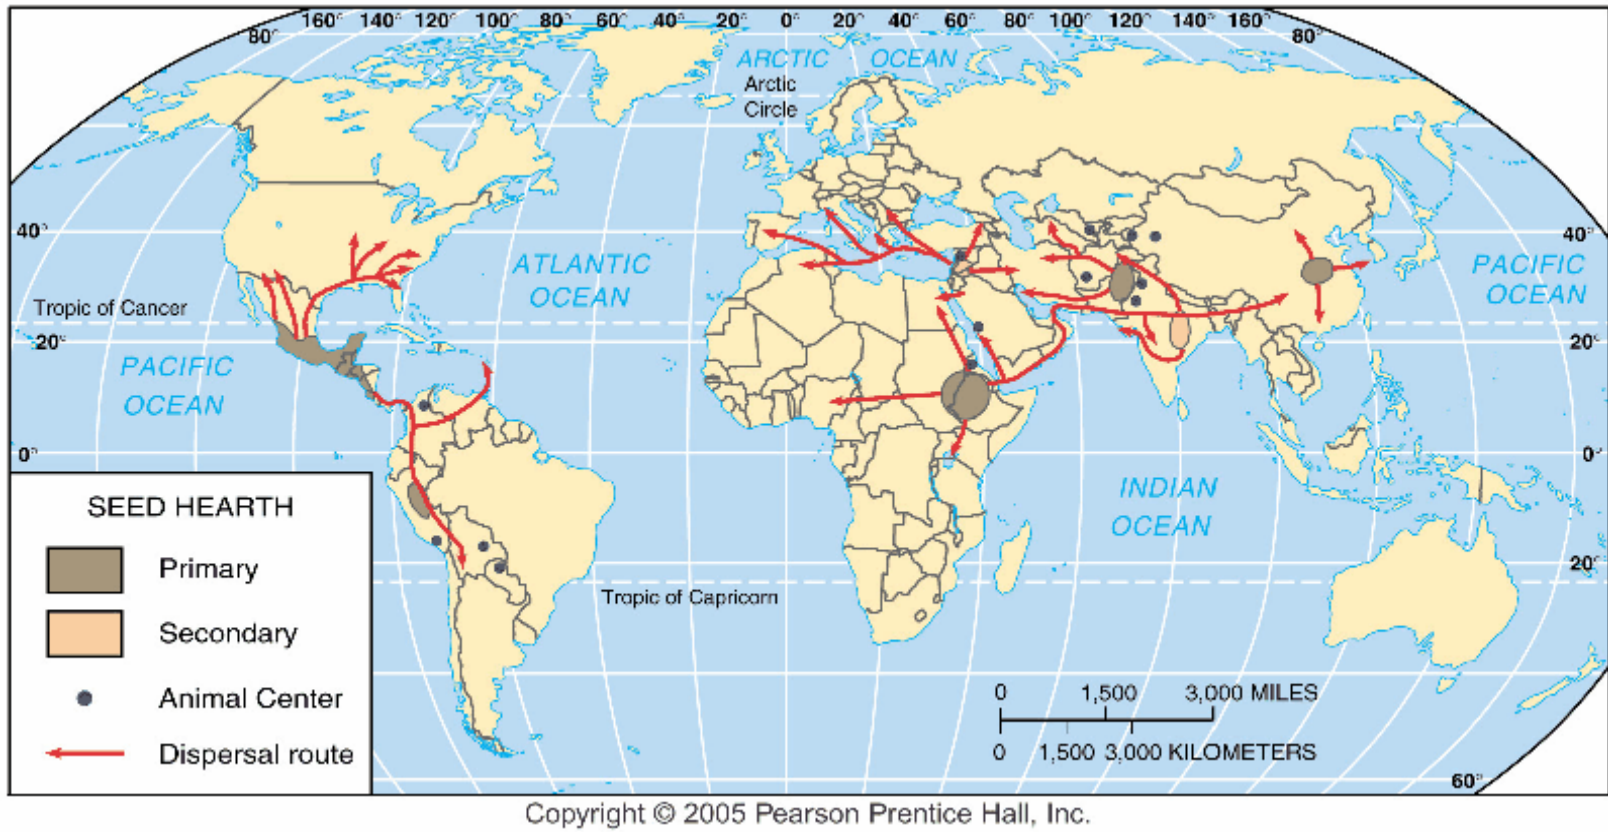 160° 140° 120° 100° 80° 60° 40° 20° 0° 20° 40° 60° 80° 100° 120° 140° 160°
80° 80°
ARCTIC OCEAN
Arctic
Circle
40° 40°
ATLANTIC
OCEAN
PACIFIC
OCEAN
Tropic of Cancer
20° 20°
PACIFIC
OCEAN
0° 0°
INDIAN
OCEAN
20°
Tropic of Capricorn
SEED HEARTH
Primary
Secondary
Animal Center
Dispersal route
0 1,500 3,000 MILES
0 1,500 3,000 KILOMETERS
60°
Copyright © 2005 Pearson Prentice Hall, Inc.